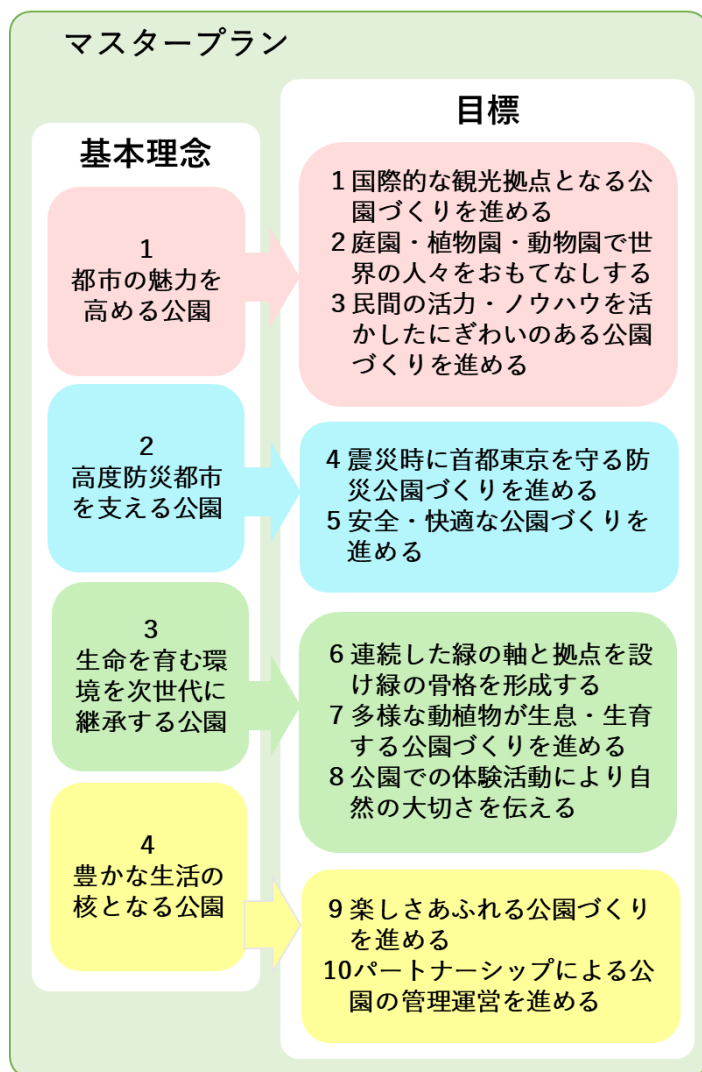 マスタープラン
基本理念
目標
1
都市の魅力を
高める公園
1 国際的な観光拠点となる公
園づくりを進める
2 庭園・植物園・動物園で世
界の人々をおもてなしする
3 民間の活力・ノウハウを活
かしたにぎわいのある公園
づくりを進める
2
高度防災都市
を支える公園
4 震災時に首都東京を守る防
災公園づくりを進める
5 安全・快適な公園づくりを
進める
3
生命を育む環
境を次世代に
継承する公園
6 連続した緑の軸と拠点を設
け緑の骨格を形成する
7 多様な動植物が生息・生育
する公園づくりを進める
8 公園での体験活動により自
然の大切さを伝える
4
豊かな生活の
核となる公園
9 楽しさあふれる公園づくり
を進める
10パートナーシップによる公
園の管理運営を進める